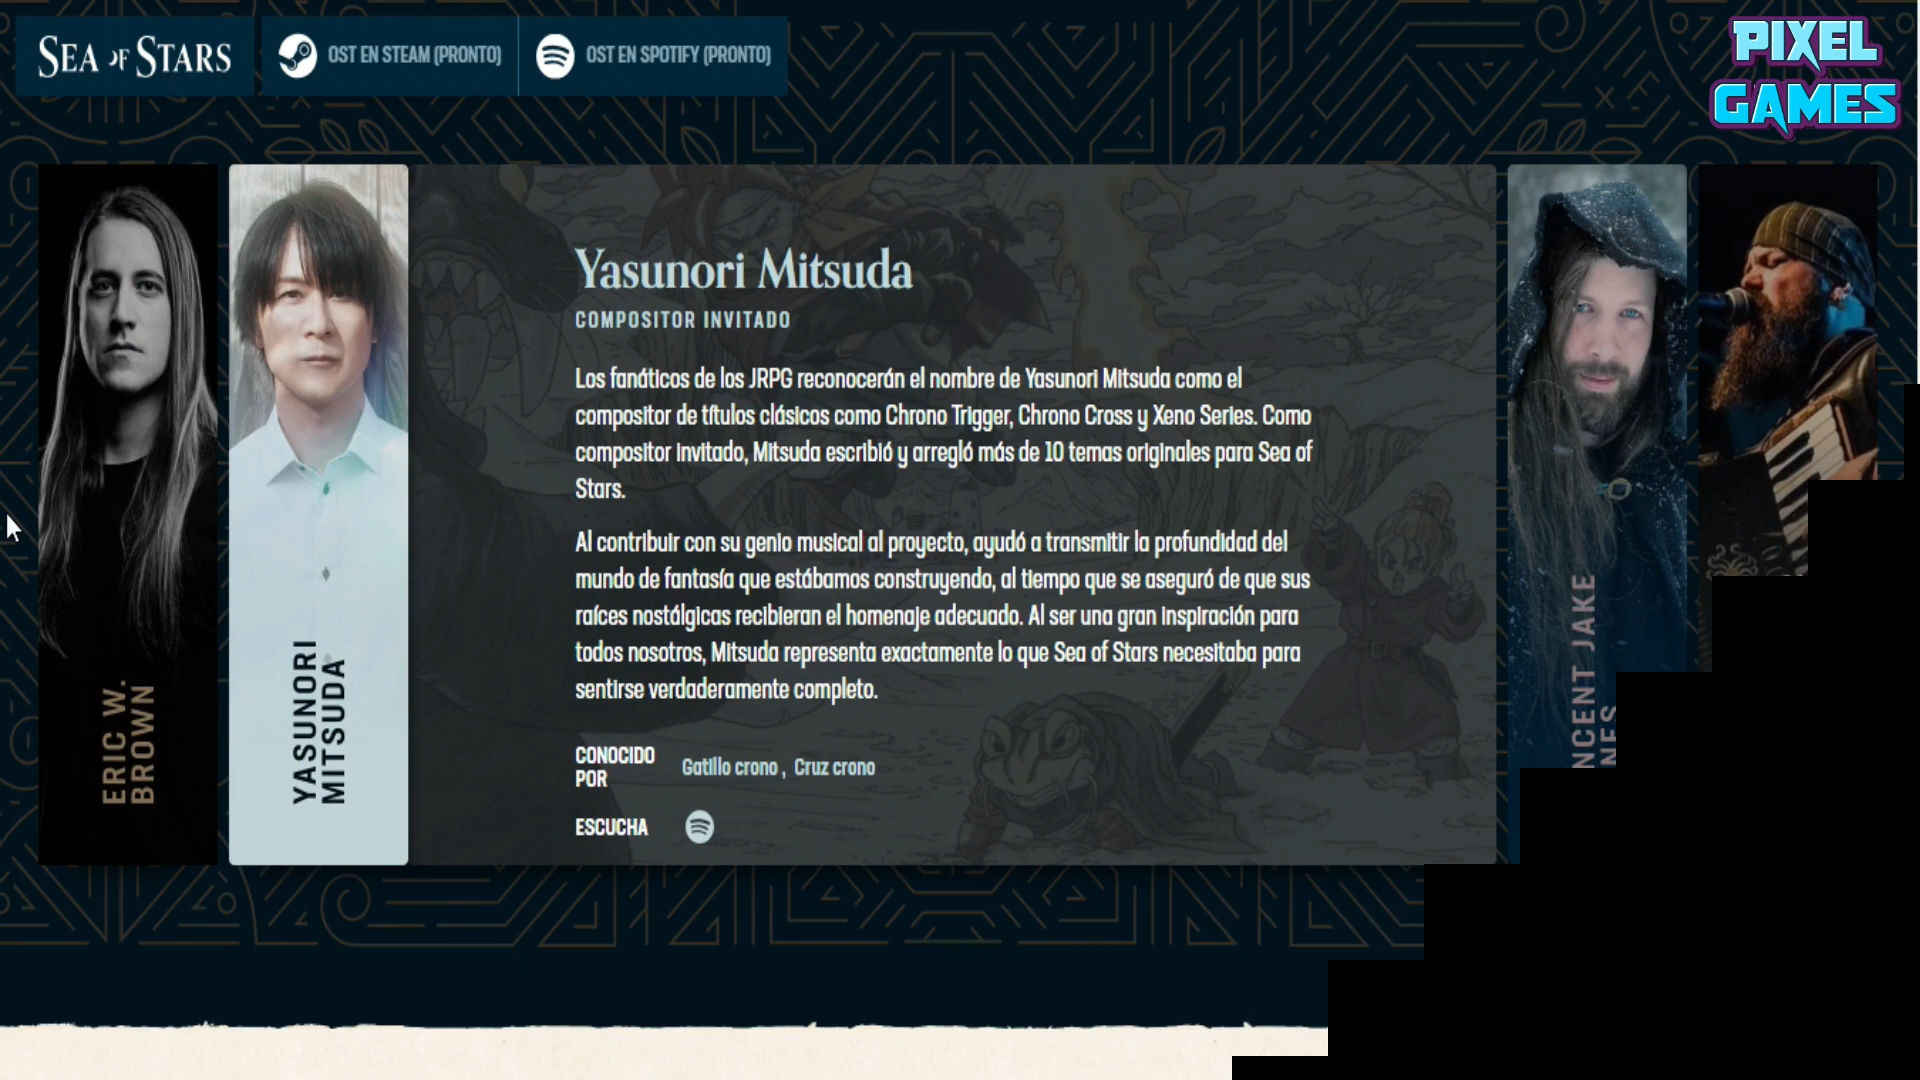 SEA OF STARS
OST EN STEAM (PRONTO)
OST EN SPOTIFY (PRONTO)
PIXEL
GAMES
ERIC W.
BROWN
YASUNORI
MITSUDA
Yasunori Mitsuda
COMPOSITOR INVITADO
Los fanáticos de los JRPG reconocerán el nombre de Yasunori Mitsuda como el
compositor de títulos clásicos como Chrono Trigger, Chrono Cross y Xeno Series. Como
compositor invitado, Mitsuda escribió y arregló más de 10 temas originales para Sea of
Stars.
Al contribuir con su genio musical al proyecto, ayudó a transmitir la profundidad del
mundo de fantasía que estábamos construyendo, al tiempo que se aseguró de que sus
raíces nostálgicas recibieran el homenaje adecuado. Al ser una gran inspiración para
todos nosotros, Mitsuda representa exactamente lo que Sea of Stars necesitaba para
sentirse verdaderamente completo.
CONOCIDO
POR
Gatillo crono , Cruz crono
ESCUCHA
NCENT JAKE
NES